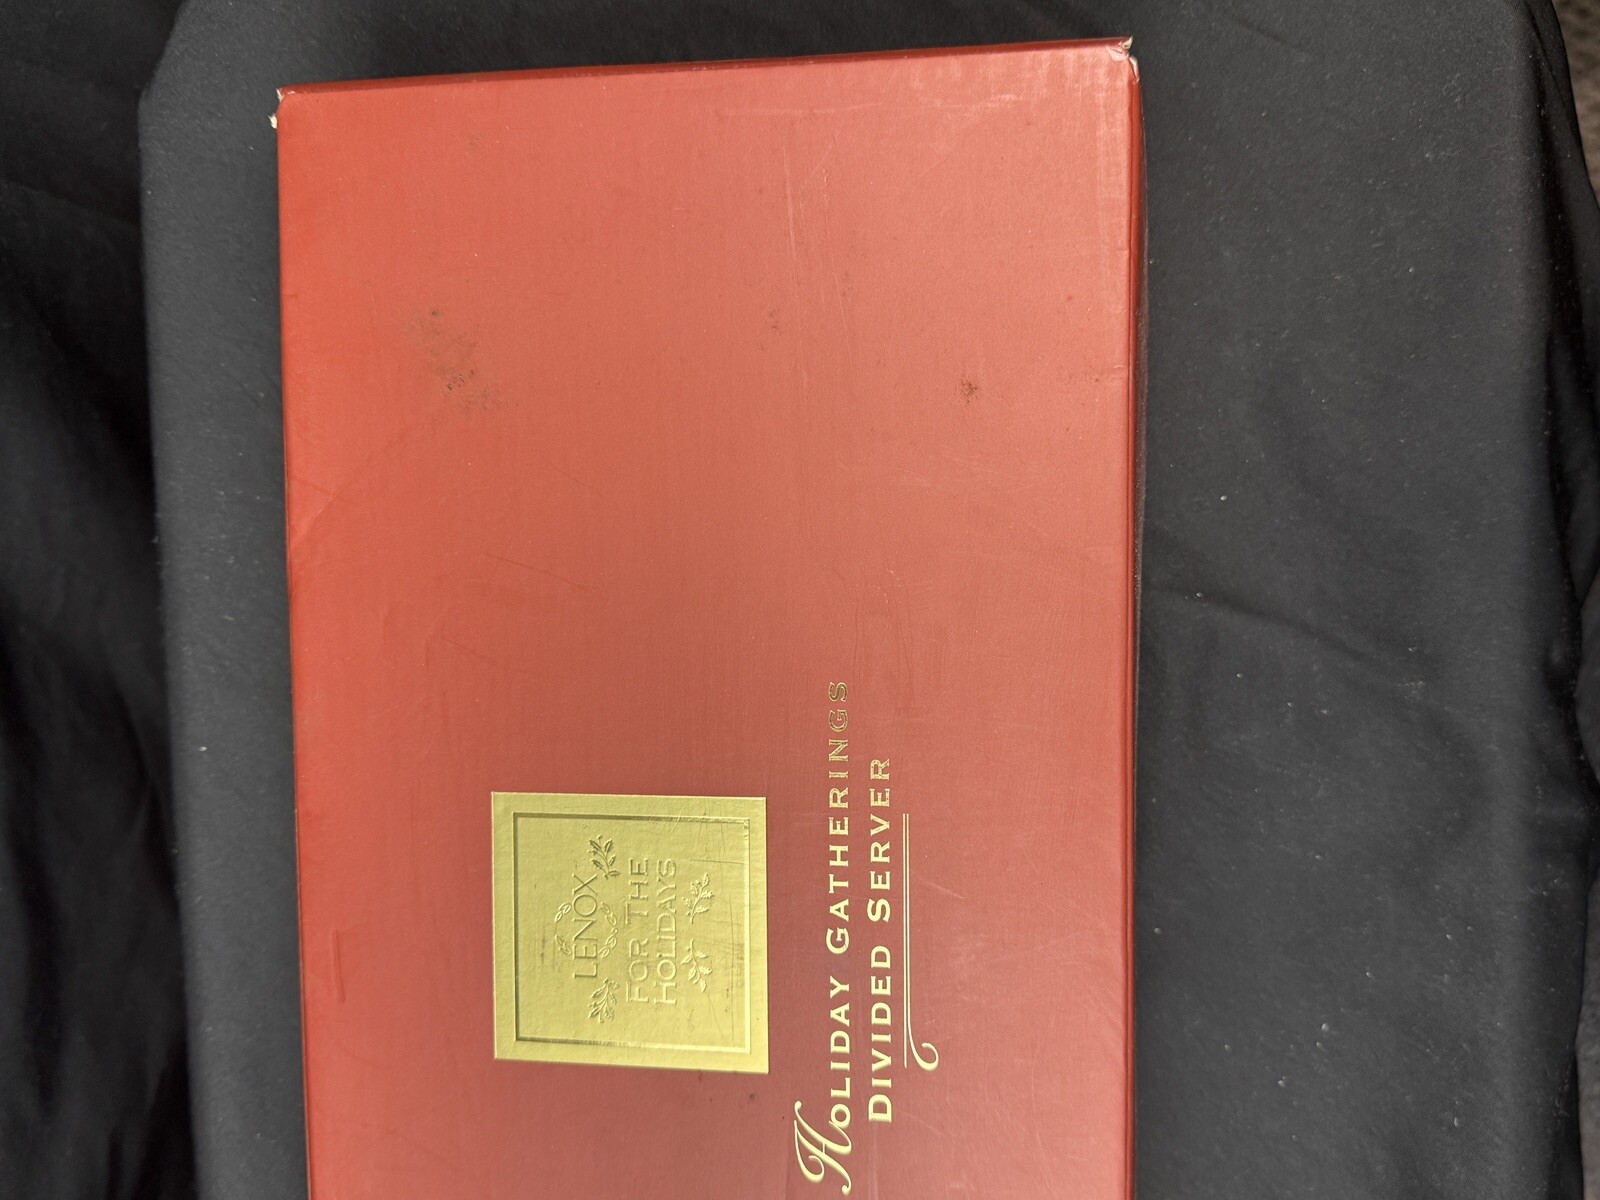 LENOX
FOR THE
HOLIDAYS
HOLIDAY GATHERINGS
DIVIDED SERVER